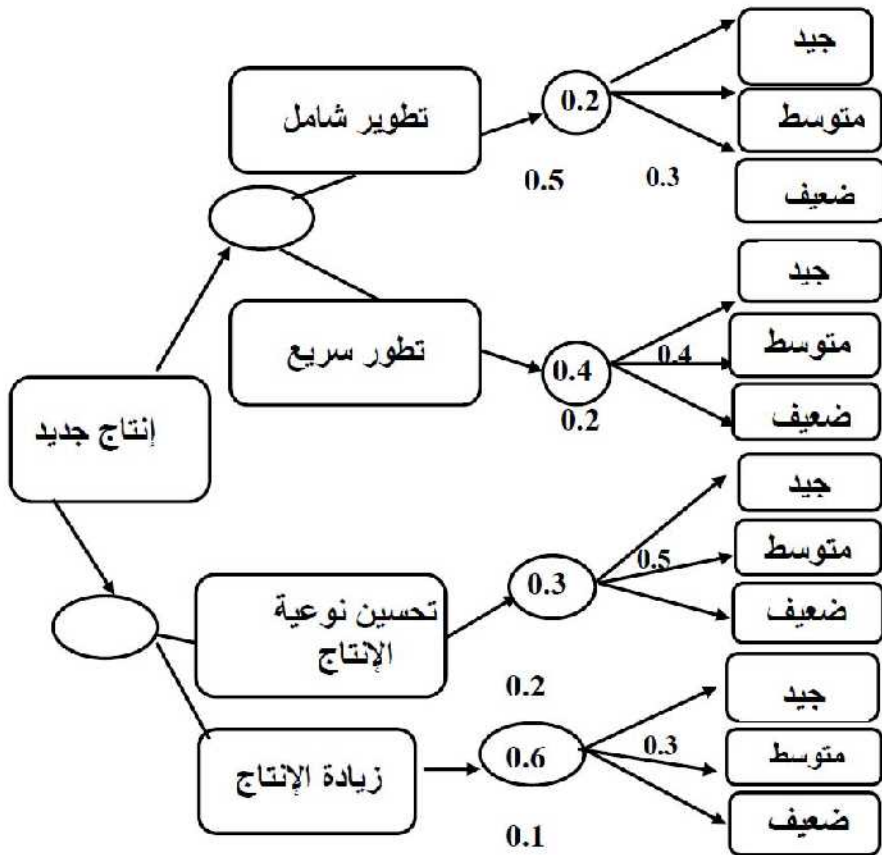 جيد
تطوير شامل
0.2
متوسط
0.5
0.3
ضعيف
جيد
تطور سريع
0.4
0.4
متوسط
0.2
ضعيف
إنتاج جديد
جيد
تحسين نوعية
الإنتاج
0.3
0.5
متوسط
ضعيف
0.2
جيد
زيادة الإنتاج
0.6
0.3
متوسط
0.1
ضعيف